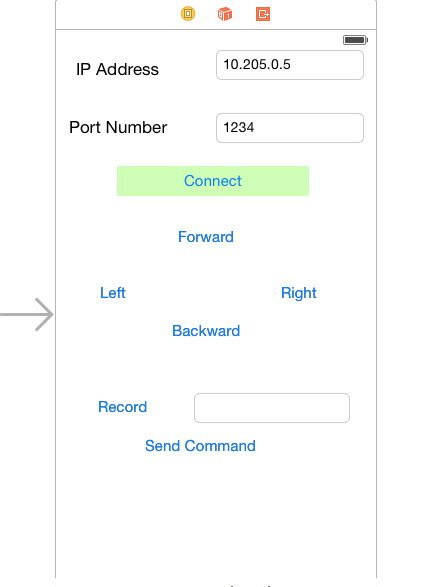 IP Address 10.205.0.5
Port Number 1234
Connect
Forward
Left Right
Backward
Record
Send Command